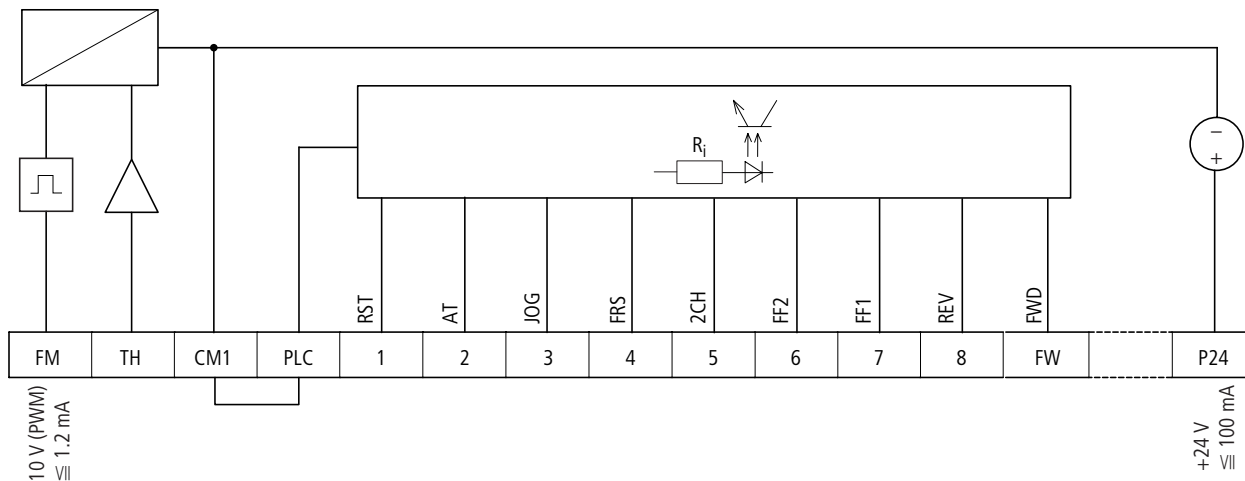 Ri
−
+
RST
AT
JOG
FRS
2CH
FF2
FF1
REV
FWD
FM
TH
CM1
PLC
1
2
3
4
5
6
7
8
FW
P24
10 V (PWM)
≦ 1.2 mA
+24 V
≦ 100 mA